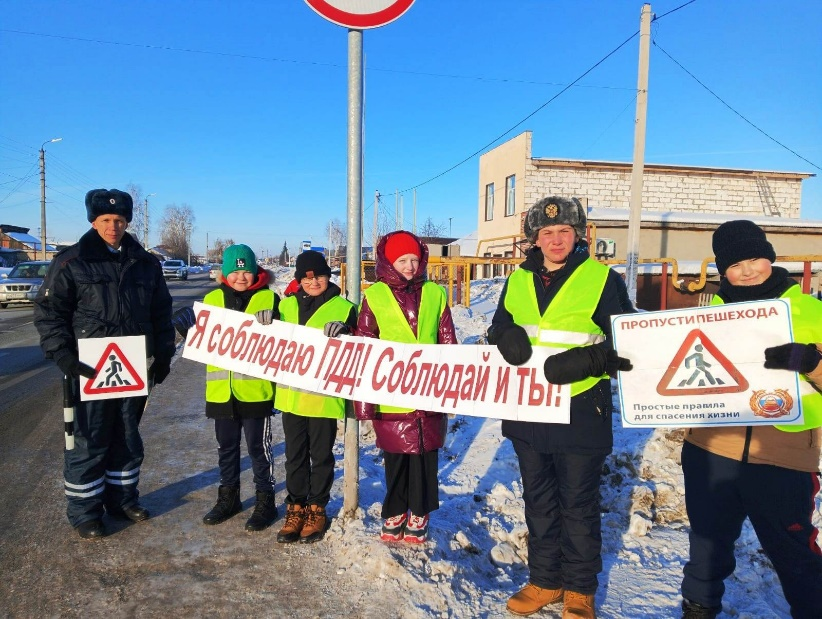 Я соблюдаю ПДД! Соблюдай и ты!
ПРОПУСТИПЕШЕХОДА
Простые правила
для спасения жизни